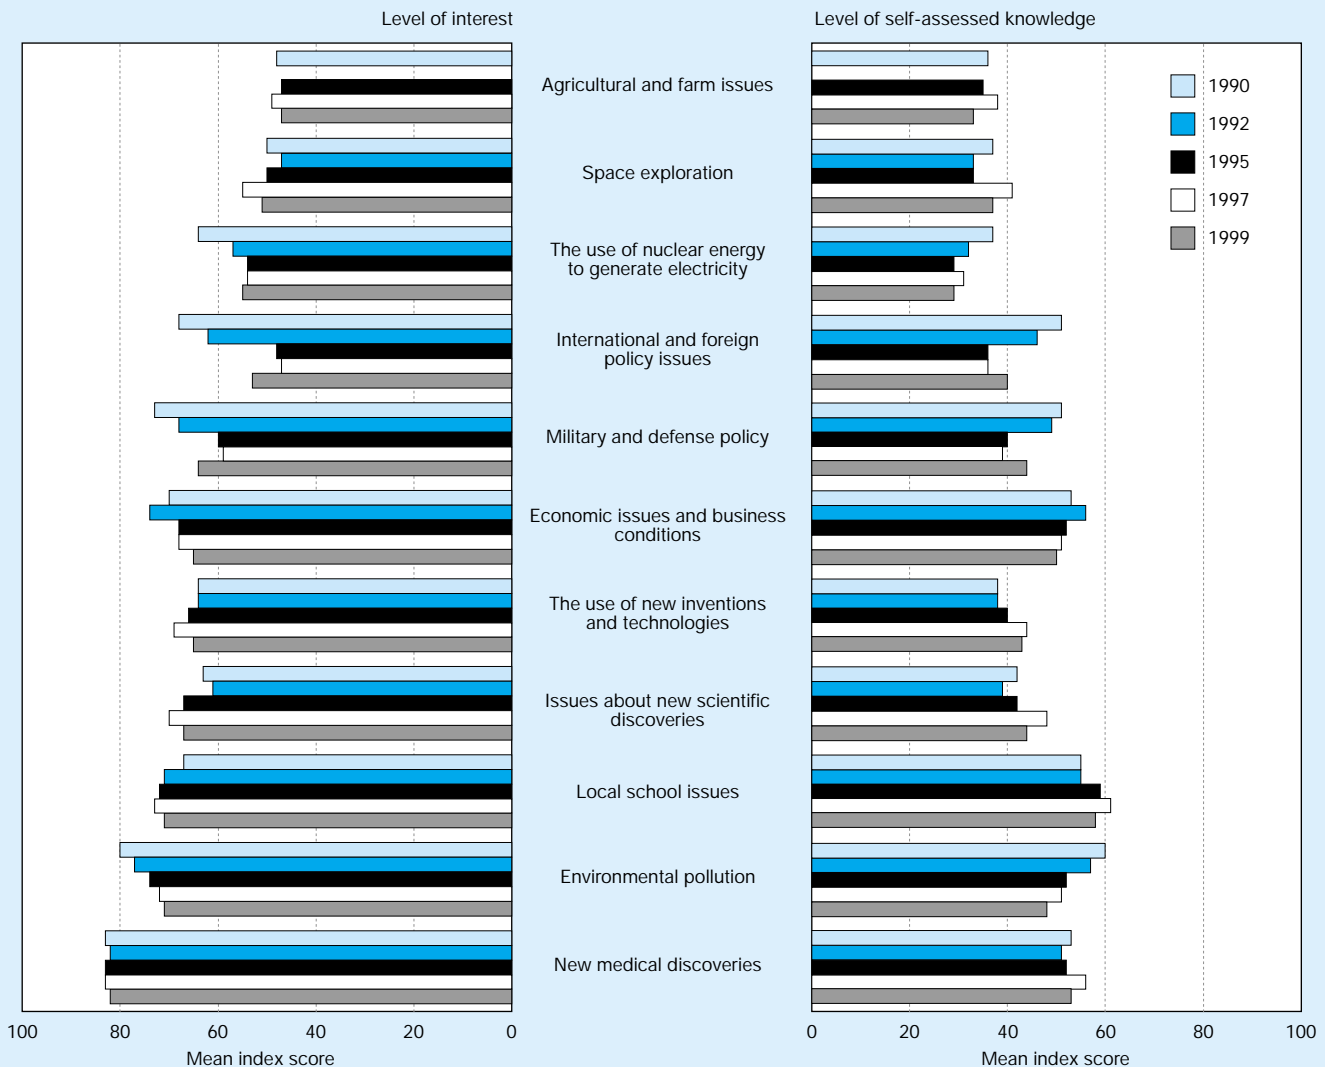 Level of interest
Level of self-assessed knowledge
Agricultural and farm issues
Space exploration
The use of nuclear energy
to generate electricity
International and foreign
policy issues
Military and defense policy
Economic issues and business
conditions
The use of new inventions
and technologies
Issues about new scientific
discoveries
Local school issues
Environmental pollution
New medical discoveries
1990
1992
1995
1997
1999
100 80 60 40 20 0
0 20 40 60 80 100
Mean index score
Mean index score